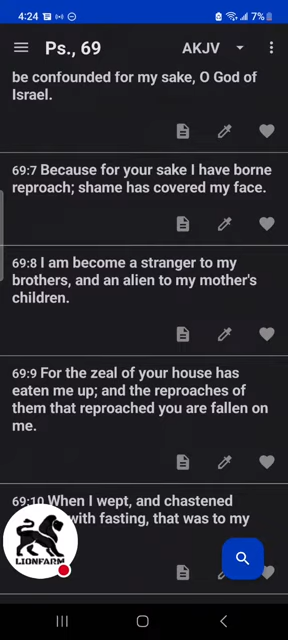 4:24 7%
Ps., 69 AKJV
be confounded for my sake, O God of
Israel.
69:7 Because for your sake I have borne
reproach; shame has covered my face.
69:8 I am become a stranger to my
brothers, and an alien to my mother's
children.
69:9 For the zeal of your house has
eaten me up; and the reproaches of
them that reproached you are fallen on
me.
69:10 When I wept, and chastened
with fasting, that was to my
LIONFARM